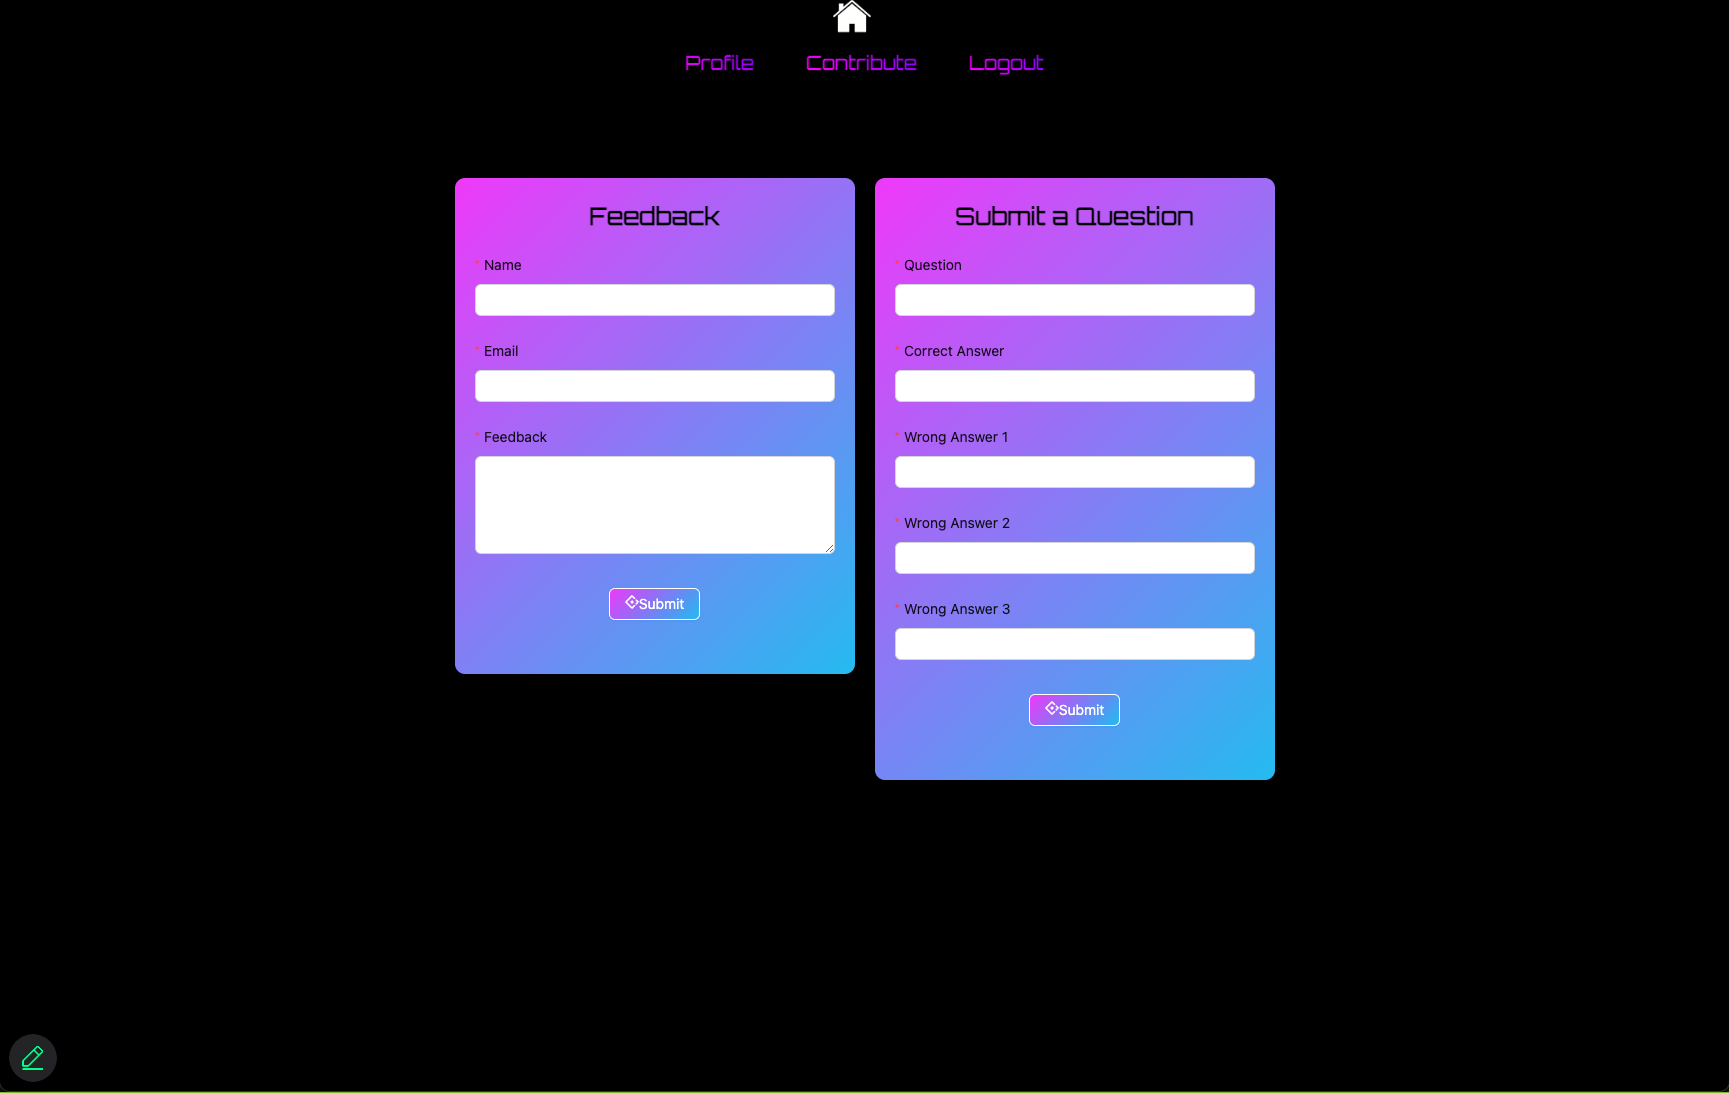 Profile Contribute Logout
Feedback
* Name
* Email
* Feedback
Submit
Submit a Question
* Question
* Correct Answer
* Wrong Answer 1
* Wrong Answer 2
* Wrong Answer 3
Submit